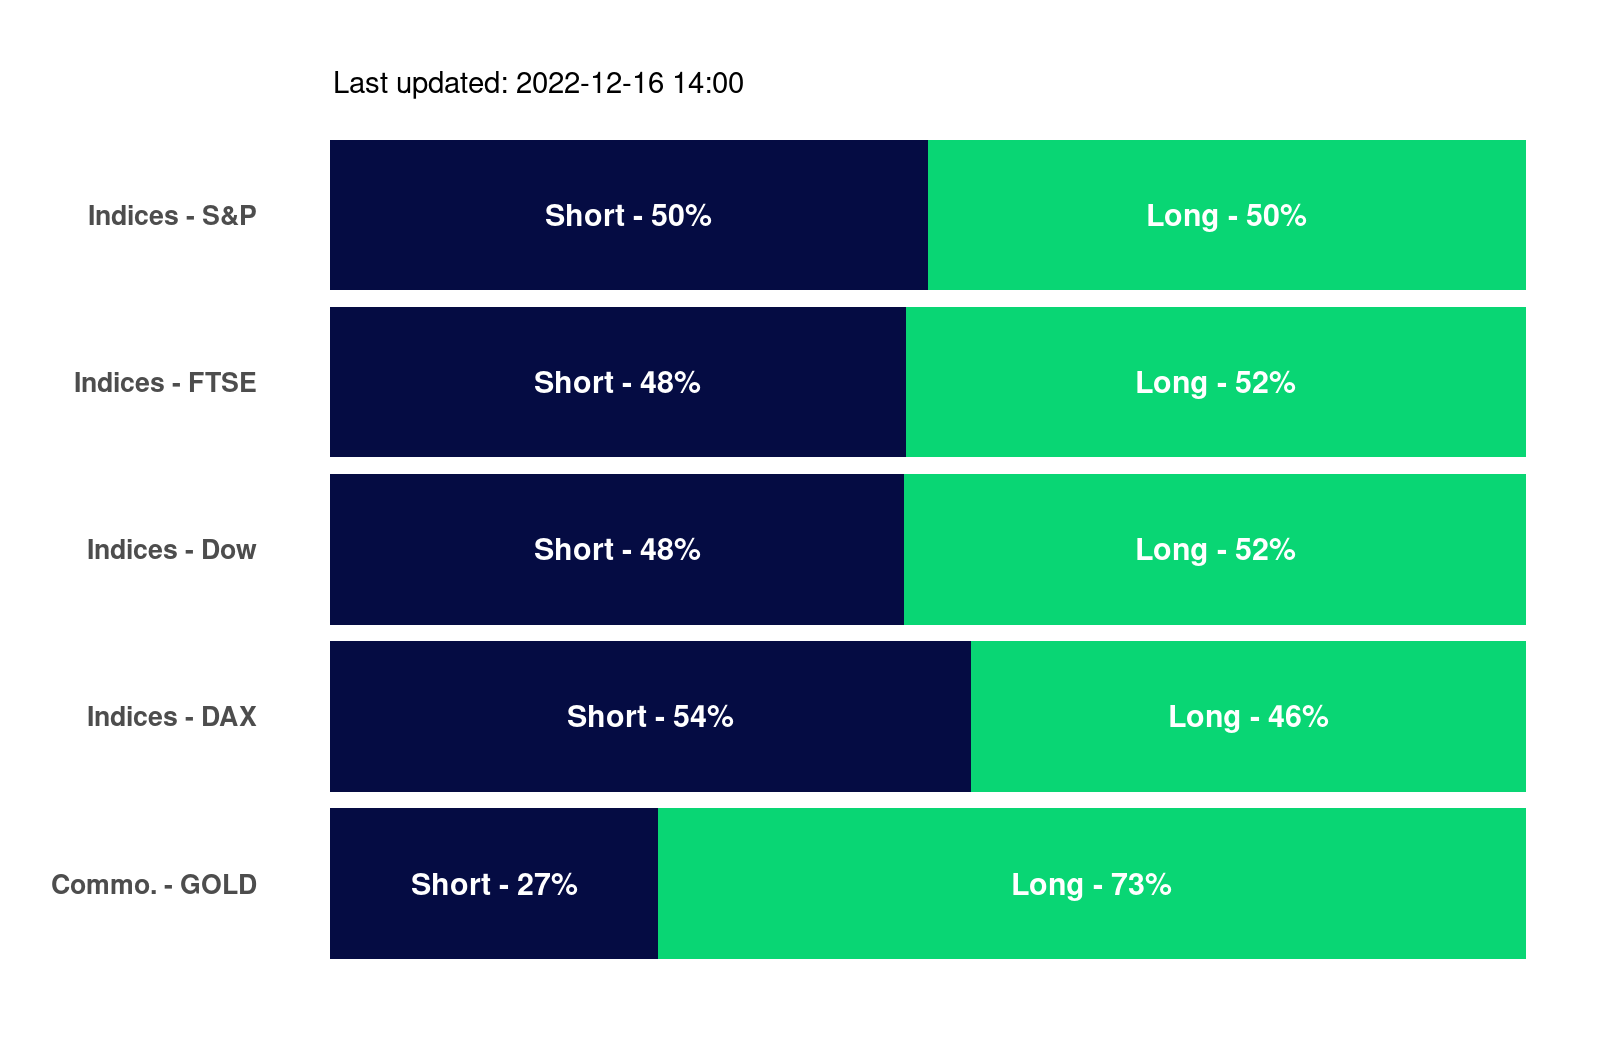 Last updated: 2022-12-16 14:00
Indices - S&P Short - 50% Long - 50%
Indices - FTSE Short - 48% Long - 52%
Indices - Dow Short - 48% Long - 52%
Indices - DAX Short - 54% Long - 46%
Commo. - GOLD Short - 27% Long - 73%